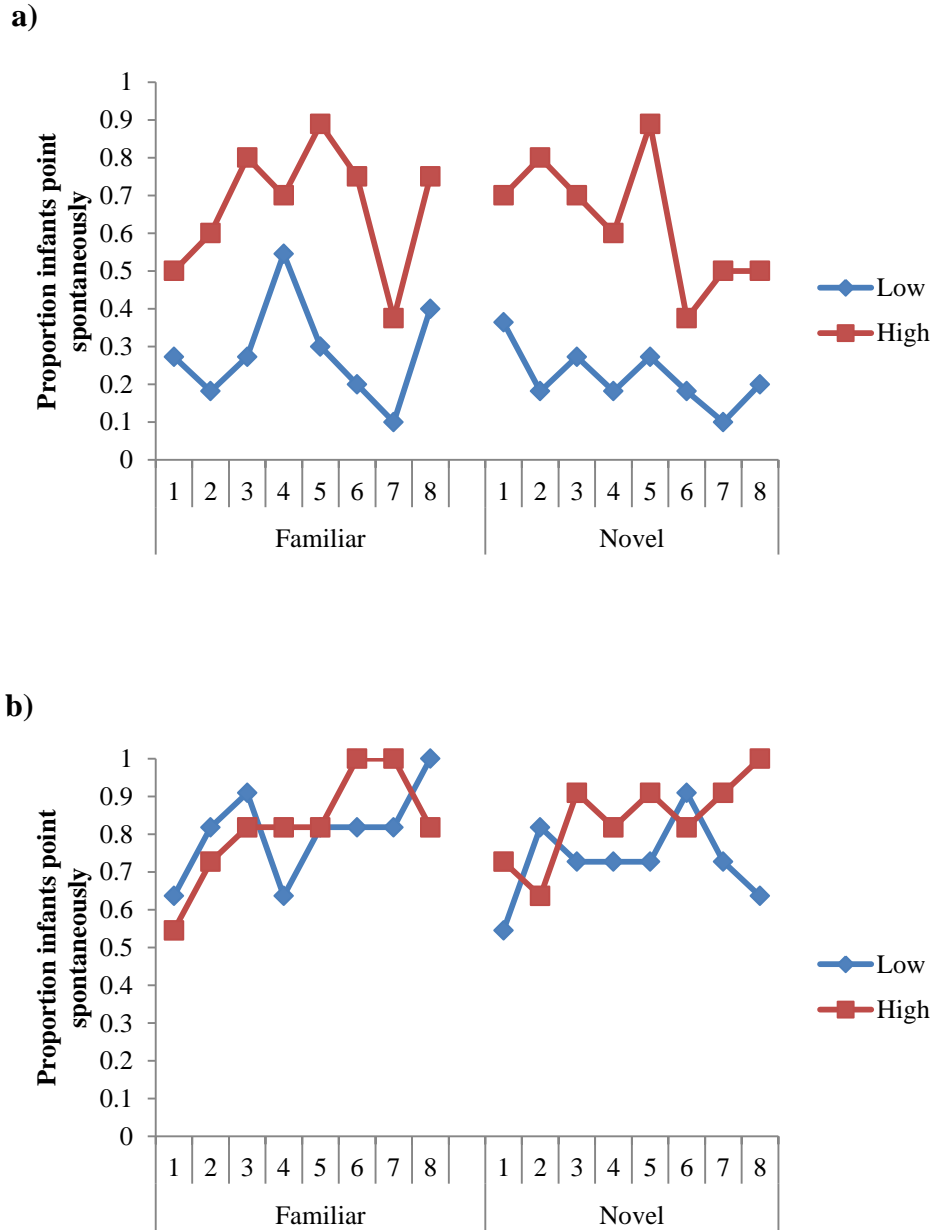 a)
1
0.9
0.8
0.7
0.6
0.5
0.4
0.3
0.2
0.1
0
Proportion infants point
spontaneously
1 2 3 4 5 6 7 8 1 2 3 4 5 6 7 8
Familiar Novel
Low
High
b)
1
0.9
0.8
0.7
0.6
0.5
0.4
0.3
0.2
0.1
0
Proportion infants point
spontaneously
1 2 3 4 5 6 7 8 1 2 3 4 5 6 7 8
Familiar Novel
Low
High